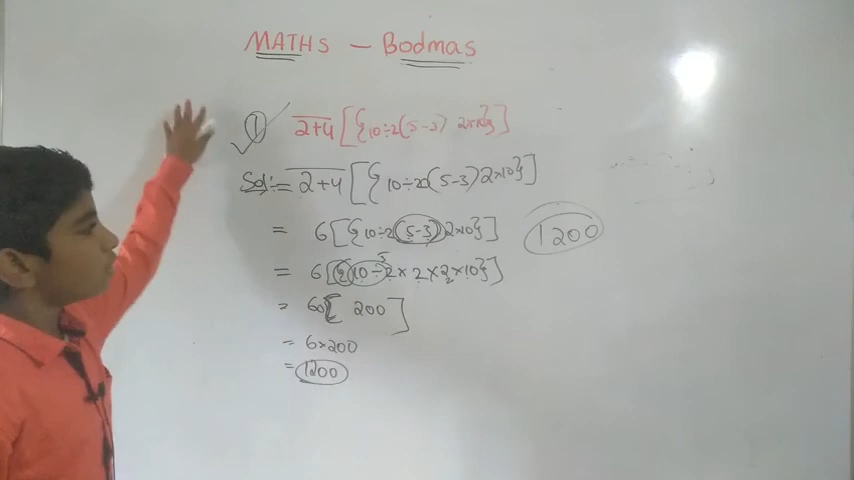 MATHS - Bodmas
① 2+4 [{10÷2(5-3) 2×10}]
Sol:- = 2+4 [{10÷2(5-3)2×10}]
= 6[{10÷2(5-3)2×10}]
1200
= 6[{10÷2 5 ×2×2×10}]
= 6[ 200 ]
= 6×200
= 1200